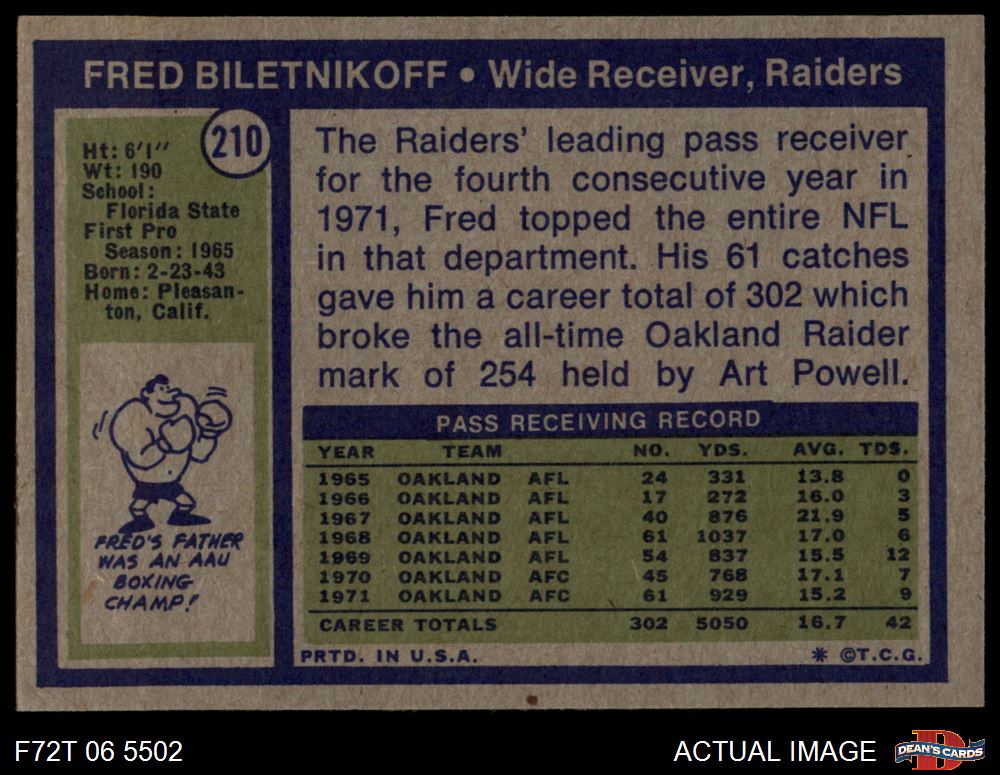 FRED BILETNIKOFF • Wide Receiver, Raiders
210
Ht: 6'1"
Wt: 190
School:
Florida State
First Pro
Season: 1965
Born: 2-23-43
Home: Pleasan-
ton, Calif.
FRED'S FATHER
WAS AN AAU
BOXING
CHAMP!
The Raiders' leading pass receiver
for the fourth consecutive year in
1971, Fred topped the entire NFL
in that department. His 61 catches
gave him a career total of 302 which
broke the all-time Oakland Raider
mark of 254 held by Art Powell.
PASS RECEIVING RECORD
YEAR TEAM NO. YDS. AVG. TDS.
1965 OAKLAND AFL 24 331 13.8 0
1966 OAKLAND AFL 17 272 16.0 3
1967 OAKLAND AFL 40 876 21.9 5
1968 OAKLAND AFL 61 1037 17.0 6
1969 OAKLAND AFL 54 837 15.5 12
1970 OAKLAND AFC 45 768 17.1 7
1971 OAKLAND AFC 61 929 15.2 9
CAREER TOTALS 302 5050 16.7 42
PRTD. IN U.S.A. * ©T.C.G.
F72T 06 5502
ACTUAL IMAGE
DEAN'S CARDS